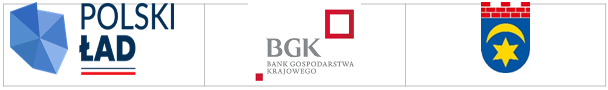 POLSKI
ŁAD
BGK
BANK GOSPODARSTWA
KRAJOWEGO